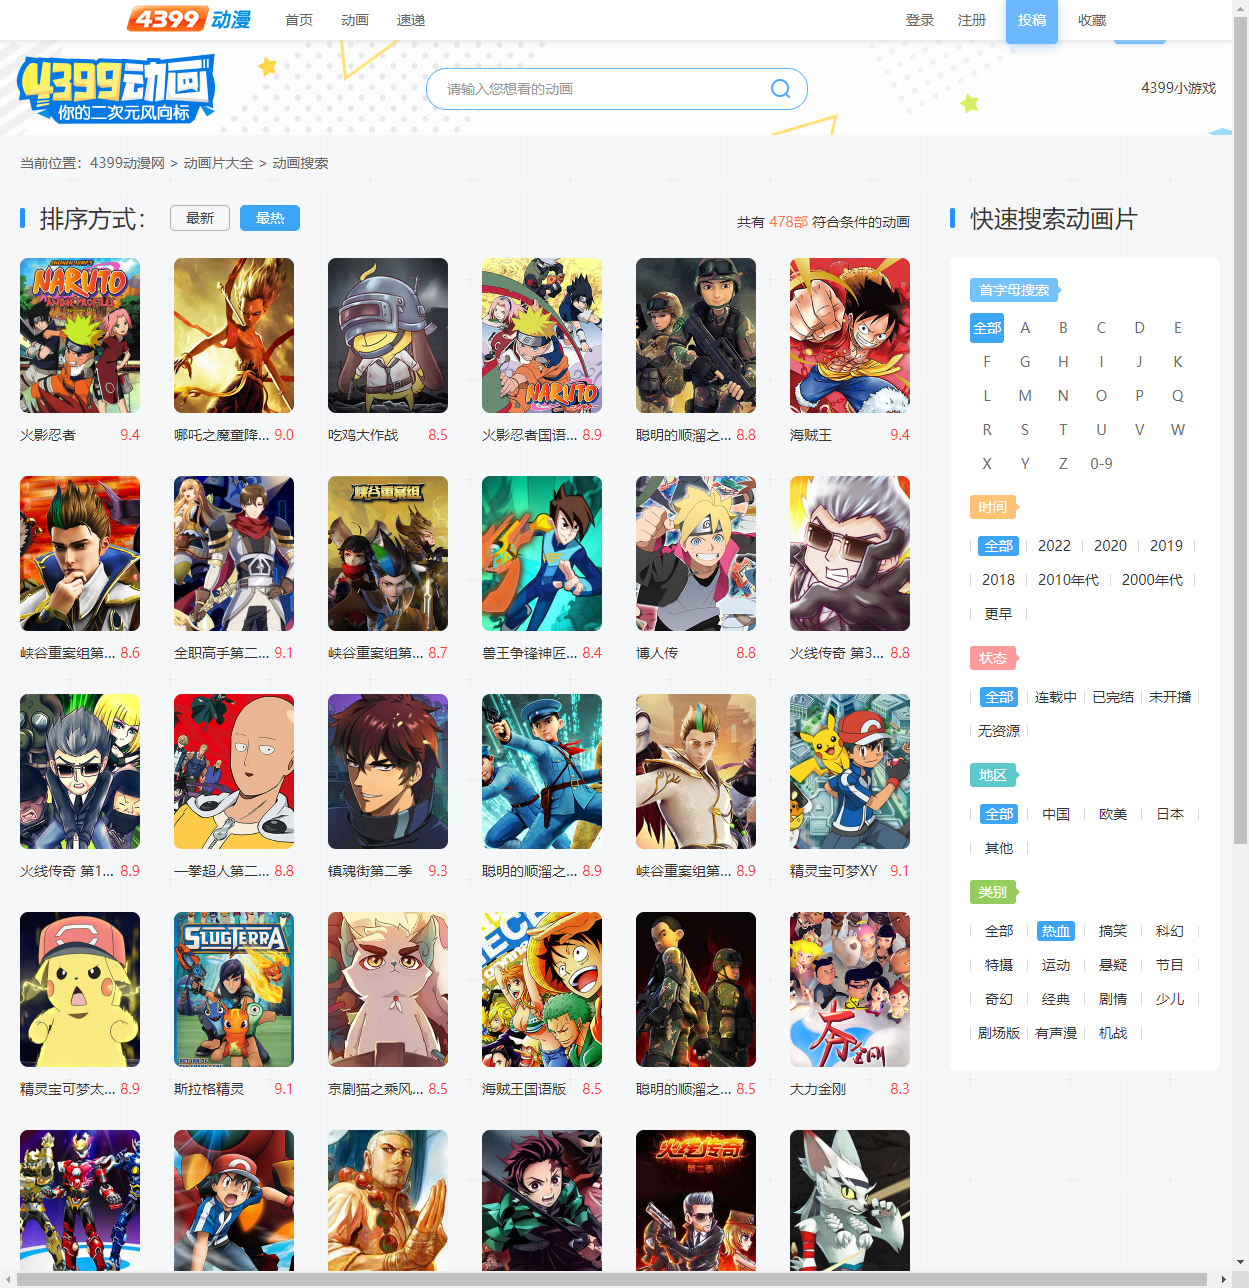 4399动漫 首页 动画 速递 登录 注册 投稿 收藏
4399动画
你的二次元风向标
请输入您想看的动画
4399小游戏
当前位置：4399动漫网 > 动画片大全 > 动画搜索
排序方式： 最新 最热
共有 478部 符合条件的动画
SHONEN JUMP'S
NARUTO
NARUTO
火影忍者 9.4
哪吒之魔童降... 9.0
吃鸡大作战 8.5
火影忍者国语... 8.9
聪明的顺溜之... 8.8
海贼王 9.4
峡谷重案组
峡谷重案组第... 8.6
全职高手第二... 9.1
峡谷重案组第... 8.7
兽王争锋神匠... 8.4
博人传 8.8
火线传奇 第3... 8.8
火线传奇 第1... 8.9
一拳超人第二... 8.8
镇魂街第二季 9.3
聪明的顺溜之... 8.9
峡谷重案组第... 8.9
精灵宝可梦XY 9.1
SLUGTERRA
精灵宝可梦太... 8.9
斯拉格精灵 9.1
京剧猫之乘风... 8.5
海贼王国语版 8.5
聪明的顺溜之... 8.5
大力金刚 8.3
火线传奇
第二季
快速搜索动画片
首字母搜索
全部 A B C D E
F G H I J K
L M N O P Q
R S T U V W
X Y Z 0-9
时间
全部 2022 2020 2019
2018 2010年代 2000年代
更早
状态
全部 连载中 已完结 未开播
无资源
地区
全部 中国 欧美 日本
其他
类别
全部 热血 搞笑 科幻
特摄 运动 悬疑 节目
奇幻 经典 剧情 少儿
剧场版 有声漫 机战